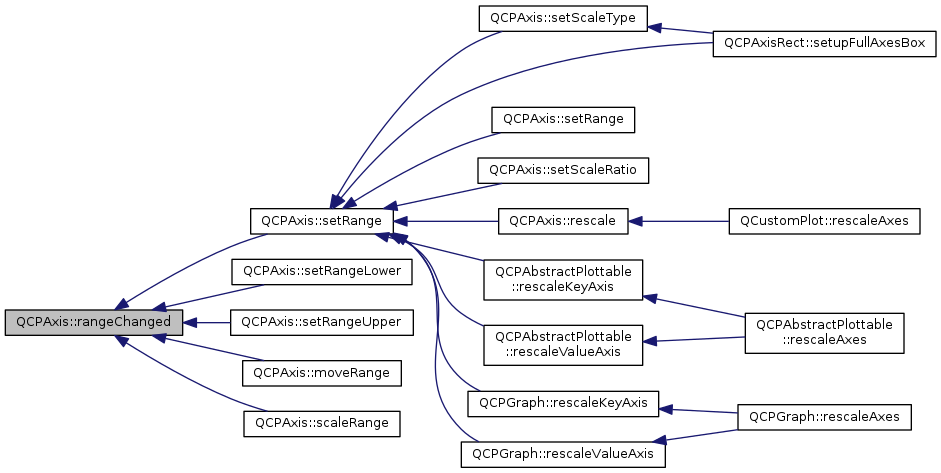 QCPAxis::setScaleType
QCPAxisRect::setupFullAxesBox
QCPAxis::setRange
QCPAxis::setScaleRatio
QCPAxis::setRange
QCPAxis::rescale
QCustomPlot::rescaleAxes
QCPAxis::setRangeLower
QCPAbstractPlottable
::rescaleKeyAxis
QCPAxis::rangeChanged
QCPAxis::setRangeUpper
QCPAbstractPlottable
::rescaleAxes
QCPAbstractPlottable
::rescaleValueAxis
QCPAxis::moveRange
QCPGraph::rescaleKeyAxis
QCPGraph::rescaleAxes
QCPAxis::scaleRange
QCPGraph::rescaleValueAxis